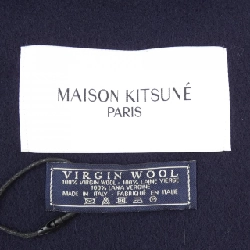 MAISON KITSUNÉ
PARIS
VIRGIN WOOL
100% VIRGIN WOOL - 100% LAINE VIERGE
100% LANA VERGINE
MADE IN ITALY - FABRIQUÉ EN ITALIE